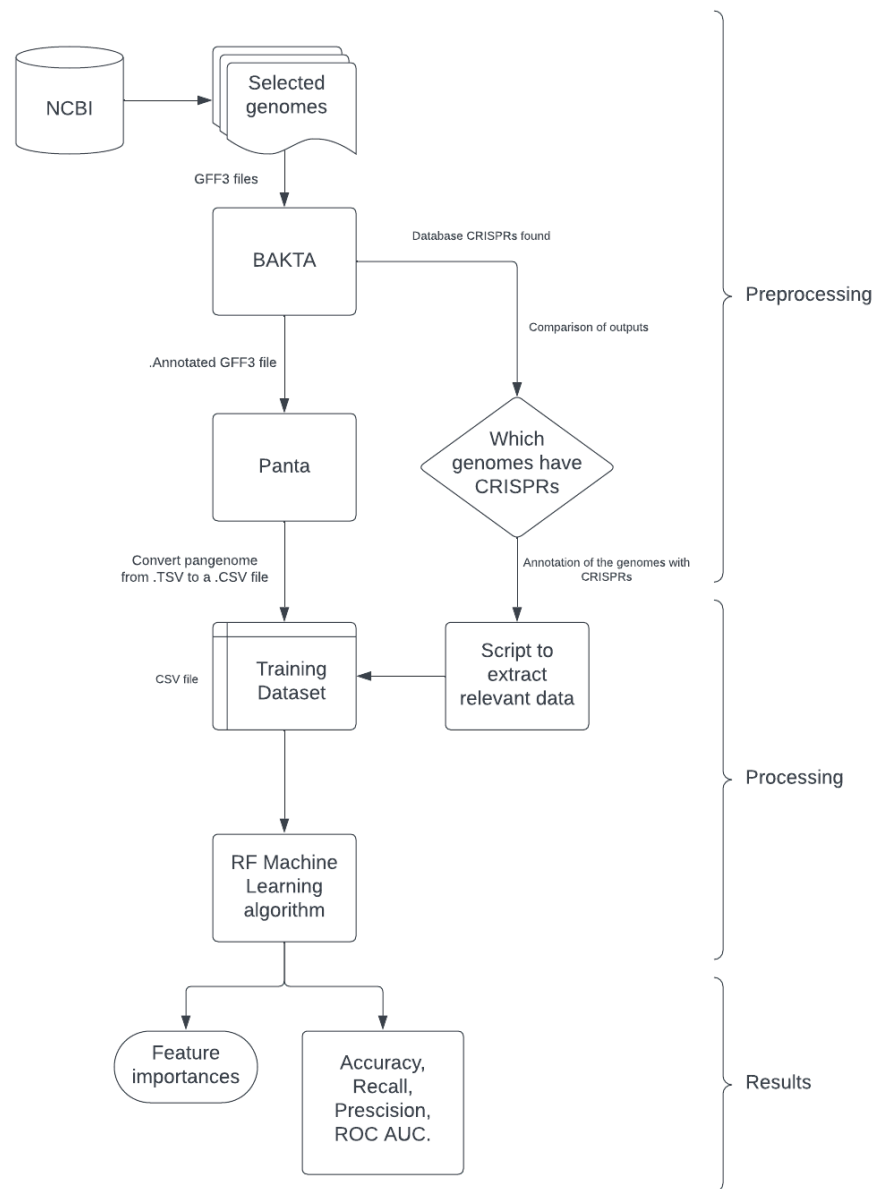 NCBI
Selected
genomes
GFF3 files
BAKTA
Database CRISPRs found
Preprocessing
Comparison of outputs
.Annotated GFF3 file
Which
genomes have
CRISPRs
Panta
Convert pangenome
from .TSV to a .CSV file
Annotation of the genomes with
CRISPRs
CSV file
Training
Dataset
Script to
extract
relevant data
Processing
RF Machine
Learning
algorithm
Feature
importances
Accuracy,
Recall,
Prescision,
ROC AUC.
Results